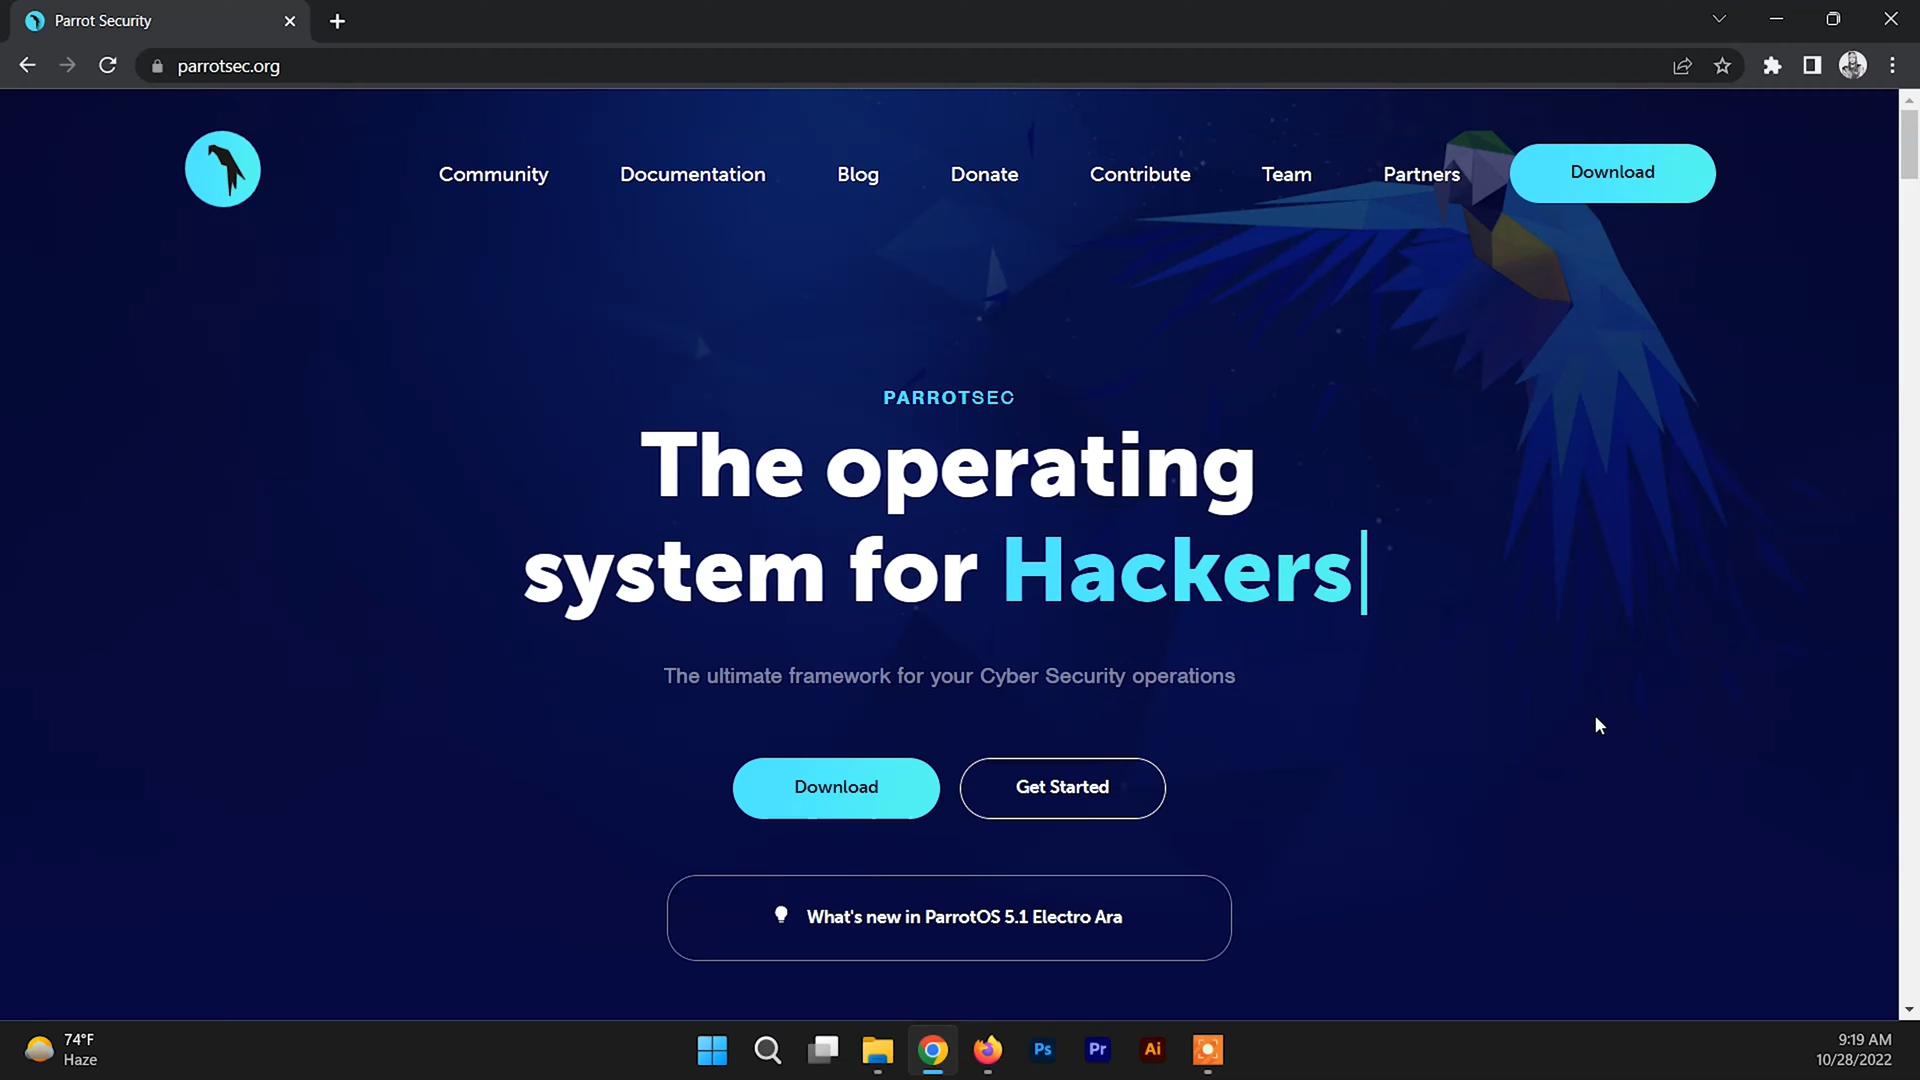 Parrot Security
parrotsec.org
Community Documentation Blog Donate Contribute Team Partners Download
PARROTSEC
The operating
system for Hackers
The ultimate framework for your Cyber Security operations
Download Get Started
What's new in ParrotOS 5.1 Electro Ara
74°F
Haze
Ps Pr Ai
9:19 AM
10/28/2022